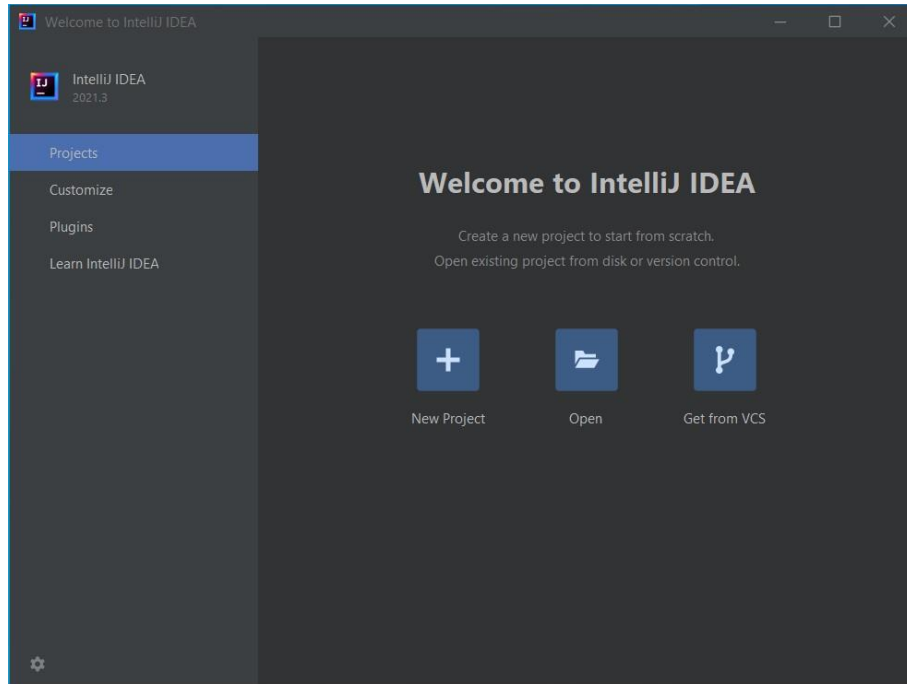 Welcome to IntelliJ IDEA
IJ
IntelliJ IDEA
2021.3
Projects
Customize
Plugins
Learn IntelliJ IDEA
Welcome to IntelliJ IDEA
Create a new project to start from scratch.
Open existing project from disk or version control.
New Project
Open
Get from VCS